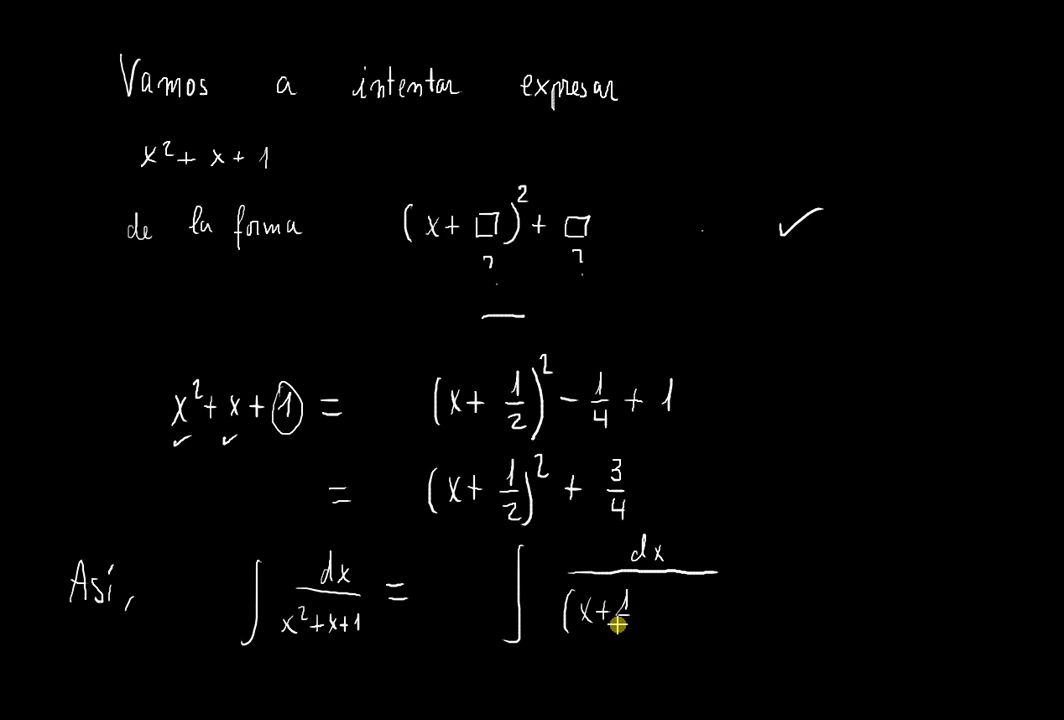 Vamos a intentar expresar
x² + x + 1
de la forma (x + □)² + □ ✓
? ?
x² + x + 1 = (x + 1/2)² - 1/4 + 1
✓ ✓
= (x + 1/2)² + 3/4
Así, ∫ dx/(x² + x + 1) = ∫ dx/(x + 1